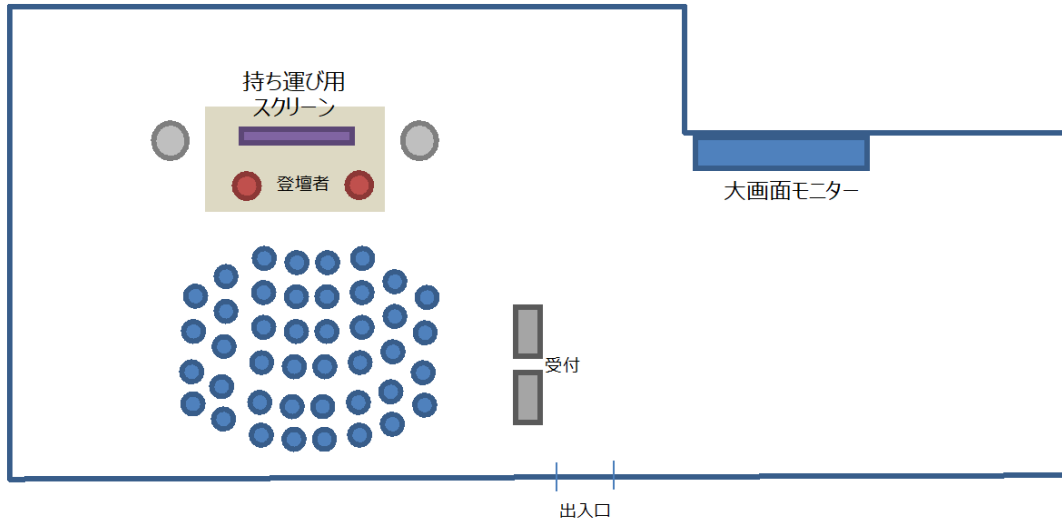 持ち運び用
スクリーン
登壇者
大画面モニター
受付
出入口